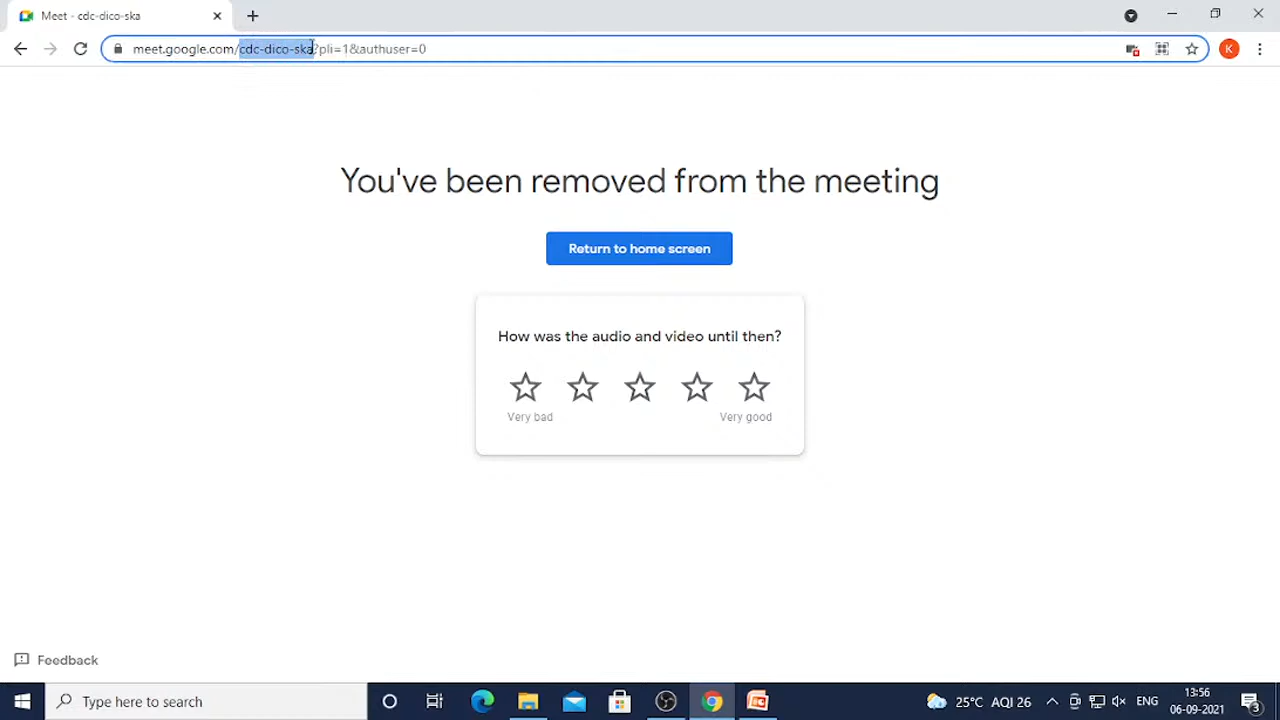 Meet - cdc-dico-ska
meet.google.com/cdc-dico-ska?pli=1&authuser=0
K
You've been removed from the meeting
Return to home screen
How was the audio and video until then?
Very bad Very good
Feedback
Type here to search
25°C AQI 26
ENG
13:56
06-09-2021
3